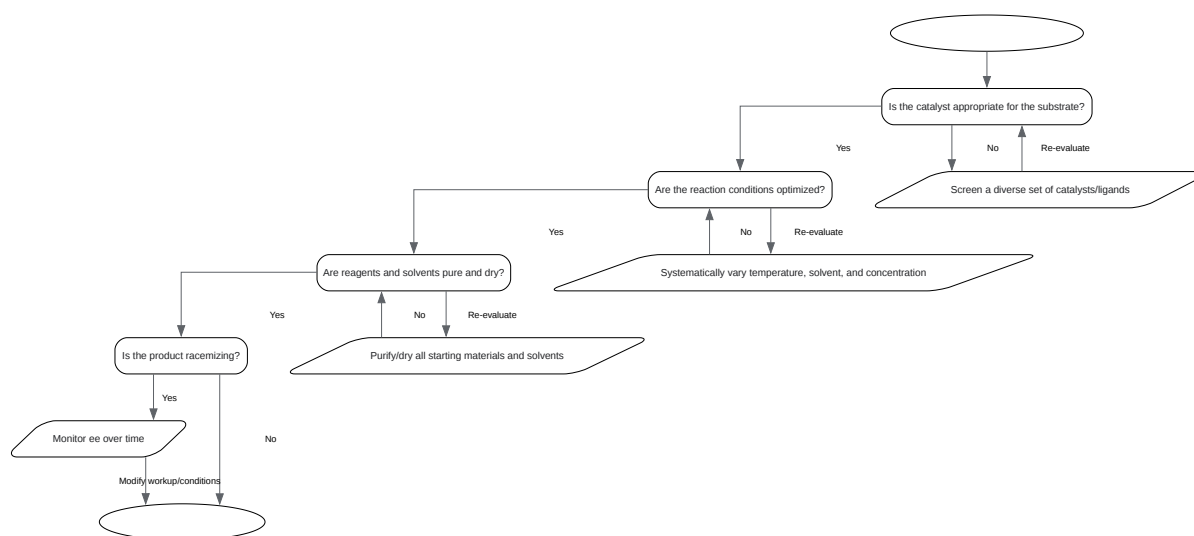 Is the catalyst appropriate for the substrate?
Yes
No
Re-evaluate
Are the reaction conditions optimized?
Screen a diverse set of catalysts/ligands
Yes
No
Re-evaluate
Are reagents and solvents pure and dry?
Systematically vary temperature, solvent, and concentration
Yes
No
Re-evaluate
Is the product racemizing?
Purify/dry all starting materials and solvents
Yes
Monitor ee over time
No
Modify workup/conditions